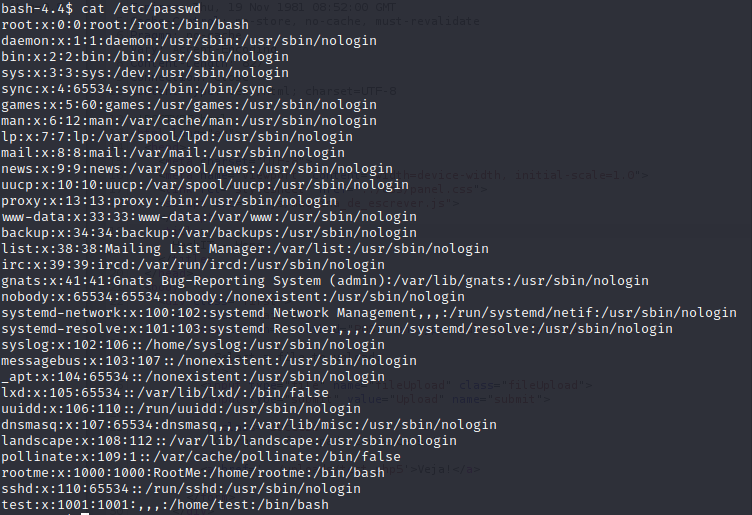 bash-4.4$ cat /etc/passwd
root:x:0:0:root:/root:/bin/bash
daemon:x:1:1:daemon:/usr/sbin:/usr/sbin/nologin
bin:x:2:2:bin:/bin:/usr/sbin/nologin
sys:x:3:3:sys:/dev:/usr/sbin/nologin
sync:x:4:65534:sync:/bin:/bin/sync
games:x:5:60:games:/usr/games:/usr/sbin/nologin
man:x:6:12:man:/var/cache/man:/usr/sbin/nologin
lp:x:7:7:lp:/var/spool/lpd:/usr/sbin/nologin
mail:x:8:8:mail:/var/mail:/usr/sbin/nologin
news:x:9:9:news:/var/spool/news:/usr/sbin/nologin
uucp:x:10:10:uucp:/var/spool/uucp:/usr/sbin/nologin
proxy:x:13:13:proxy:/bin:/usr/sbin/nologin
www-data:x:33:33:www-data:/var/www:/usr/sbin/nologin
backup:x:34:34:backup:/var/backups:/usr/sbin/nologin
list:x:38:38:Mailing List Manager:/var/list:/usr/sbin/nologin
irc:x:39:39:ircd:/var/run/ircd:/usr/sbin/nologin
gnats:x:41:41:Gnats Bug-Reporting System (admin):/var/lib/gnats:/usr/sbin/nologin
nobody:x:65534:65534:nobody:/nonexistent:/usr/sbin/nologin
systemd-network:x:100:102:systemd Network Management,,,:/run/systemd/netif:/usr/sbin/nologin
systemd-resolve:x:101:103:systemd Resolver,,,:/run/systemd/resolve:/usr/sbin/nologin
syslog:x:102:106::/home/syslog:/usr/sbin/nologin
messagebus:x:103:107::/nonexistent:/usr/sbin/nologin
_apt:x:104:65534::/nonexistent:/usr/sbin/nologin
lxd:x:105:65534::/var/lib/lxd/:/bin/false
uuidd:x:106:110::/run/uuidd:/usr/sbin/nologin
dnsmasq:x:107:65534:dnsmasq,,,:/var/lib/misc:/usr/sbin/nologin
landscape:x:108:112::/var/lib/landscape:/usr/sbin/nologin
pollinate:x:109:1::/var/cache/pollinate:/bin/false
rootme:x:1000:1000:RootMe:/home/rootme:/bin/bash
sshd:x:110:65534::/run/sshd:/usr/sbin/nologin
test:x:1001:1001:,,,:/home/test:/bin/bash